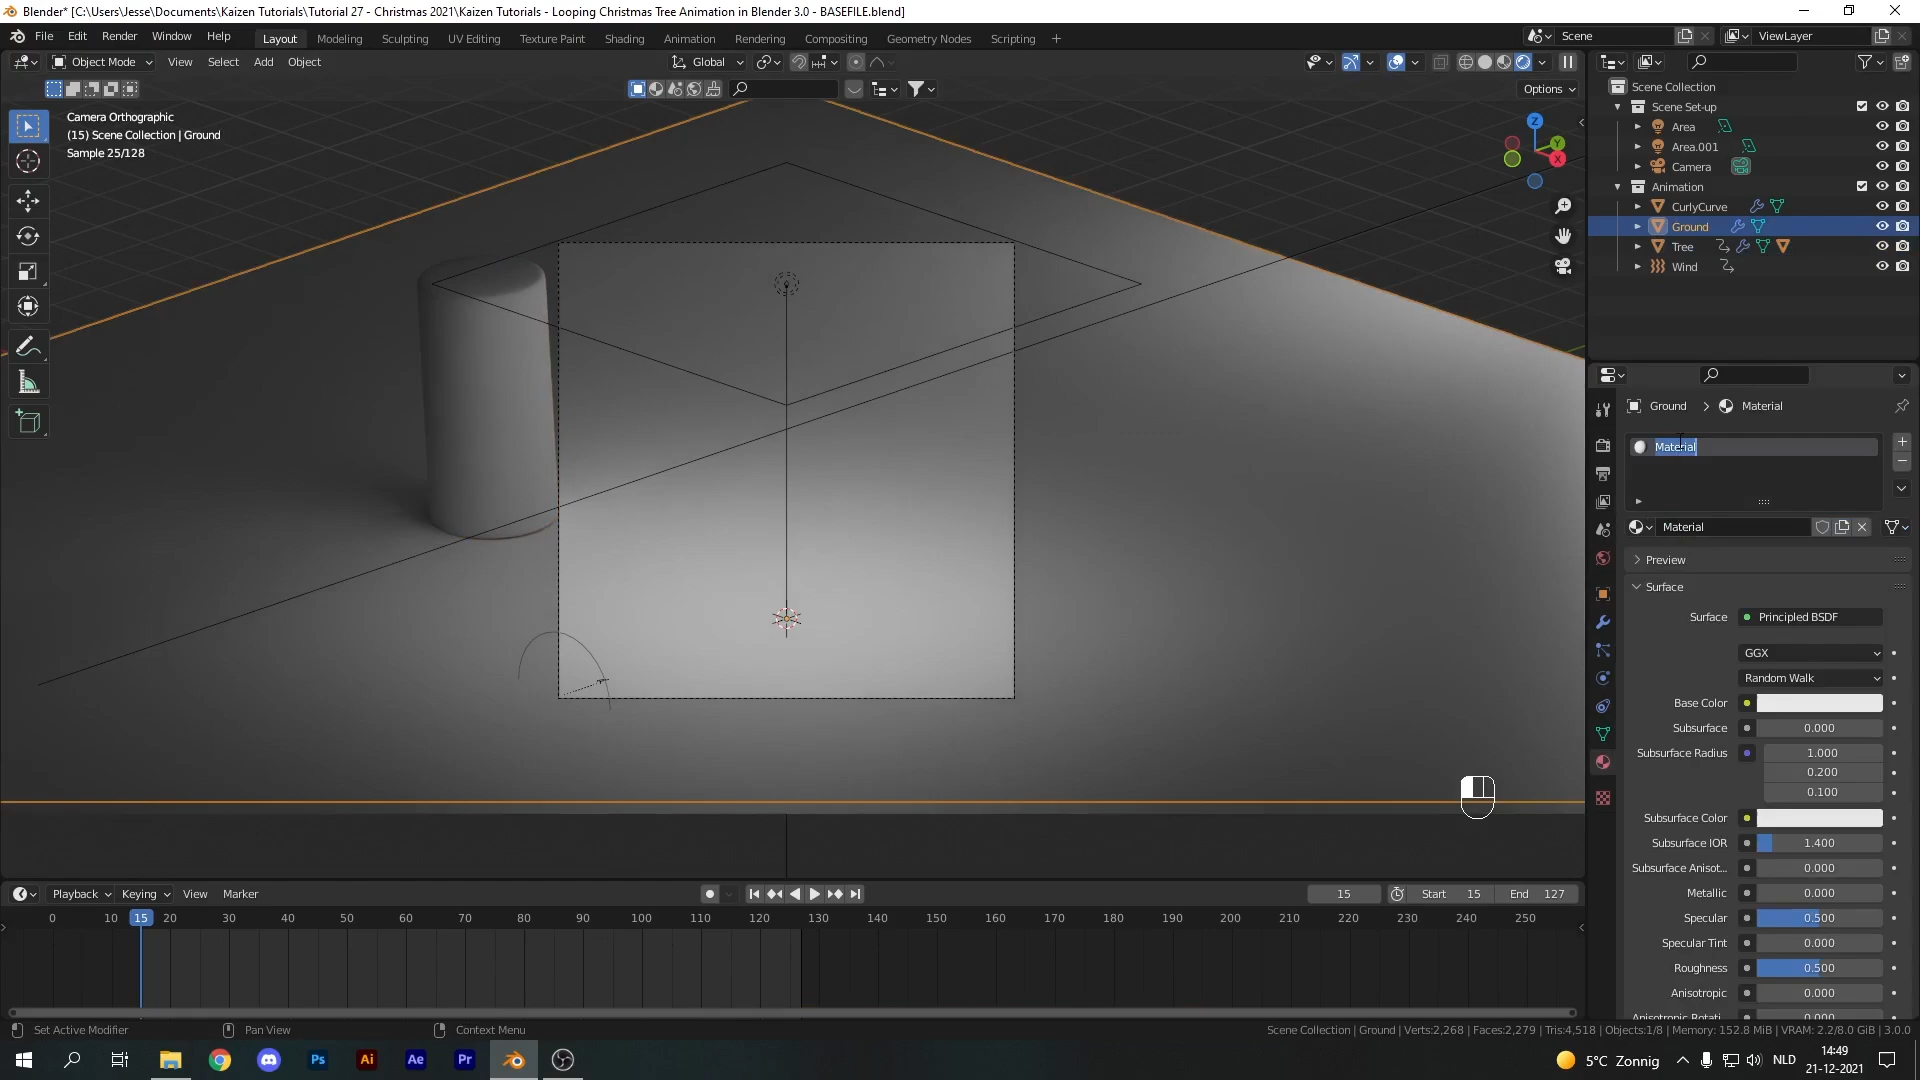 Blender* [C:\Users\Jesse\Documents\Kaizen Tutorials\Tutorial 27 - Christmas 2021\Kaizen Tutorials - Looping Christmas Tree Animation in Blender 3.0 - BASEFILE.blend]
File Edit Render Window Help Layout Modeling Sculpting UV Editing Texture Paint Shading Animation Rendering Compositing Geometry Nodes Scripting + Scene ViewLayer
Object Mode View Select Add Object Global
Options
Camera Orthographic
(15) Scene Collection | Ground
Sample 25/128
Z
Y
X
Scene Collection
Scene Set-up
Area
Area.001
Camera
Animation
CurlyCurve
Ground
Tree
Wind
Ground > Material
Material
Material
Preview
Surface
Surface Principled BSDF
GGX
Random Walk
Base Color
Subsurface 0.000
Subsurface Radius 1.000
0.200
0.100
Subsurface Color
Subsurface IOR 1.400
Subsurface Anisot... 0.000
Metallic 0.000
Specular 0.500
Specular Tint 0.000
Roughness 0.500
Anisotropic 0.000
Anisotropic Rotati... 0.000
Playback Keying View Marker 15 Start 15 End 127
0 10 15 20 30 40 50 60 70 80 90 100 110 120 130 140 150 160 170 180 190 200 210 220 230 240 250
Set Active Modifier Pan View Context Menu Scene Collection | Ground | Verts:2,268 | Faces:2,279 | Tris:4,518 | Objects:1/8 | Memory: 152.8 MiB | VRAM: 2.2/8.0 GiB | 3.0.0
Ps Ai Ae Pr 5°C Zonnig NLD 14:49
21-12-2021